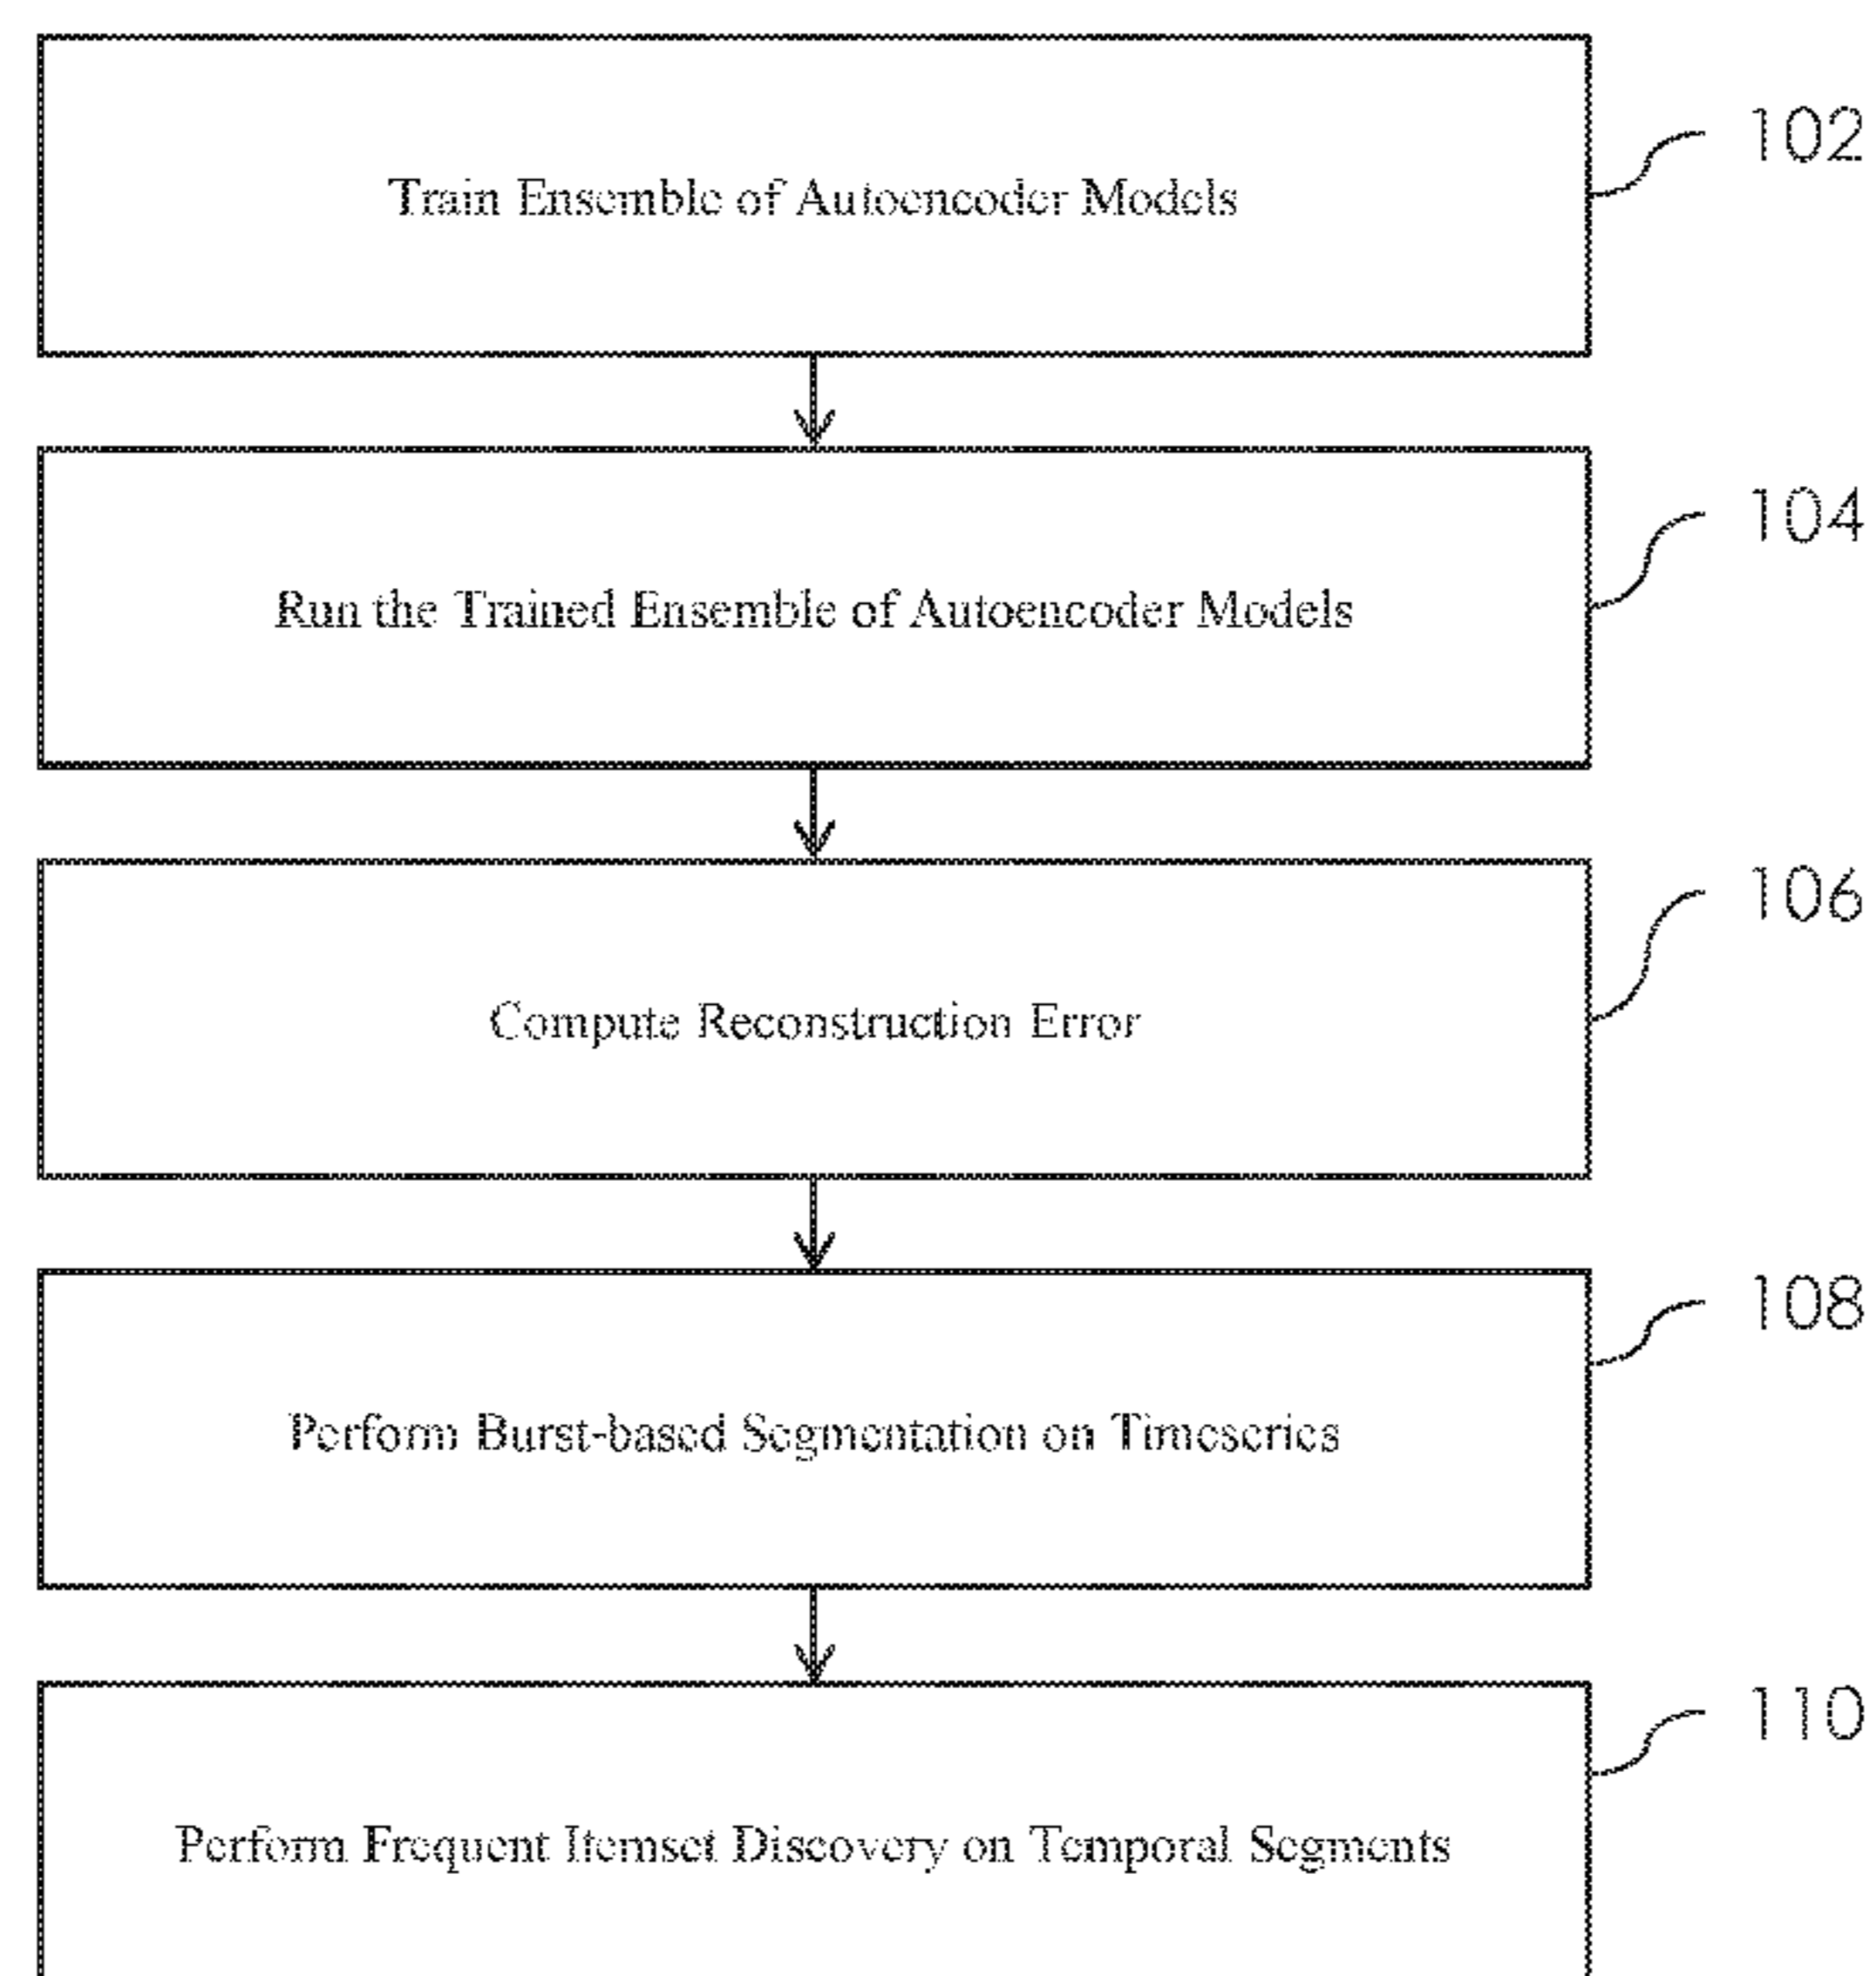 Train Ensemble of Autoencoder Models
102
Run the Trained Ensemble of Autoencoder Models
104
Compute Reconstruction Error
106
Perform Burst-based Segmentation on Timeseries
108
Perform Frequent Itemset Discovery on Temporal Segments
110